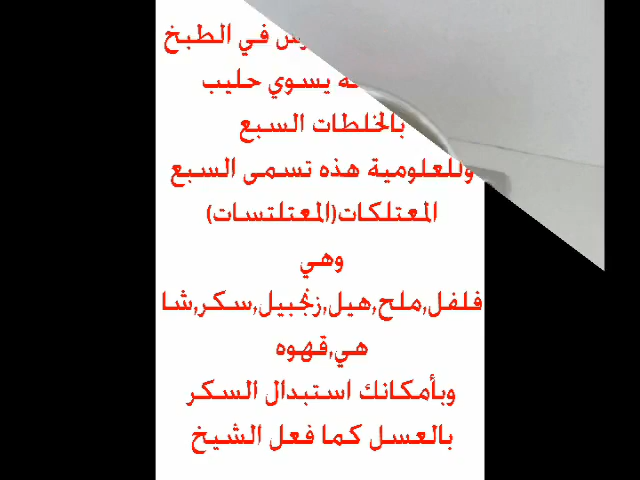 في الطبخ
يسوي حليب
بالخلطات السبع
وللعلومية هذه تسمى السبع
المعتلكات(المعتلتسات)
وهي
فلفل,ملح,هيل,زنجبيل,سكر,شا
هي,قهوه
وبأمكانك استبدال السكر
بالعسل كما فعل الشيخ